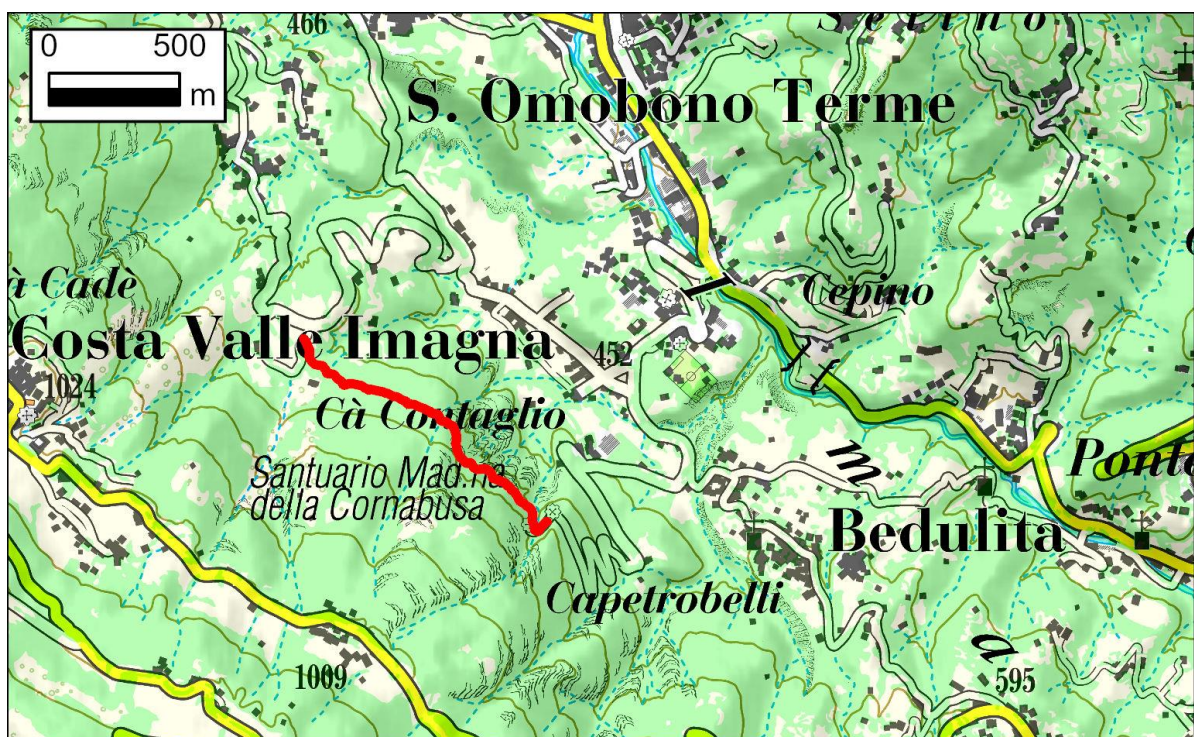 466
Selino
0 500
m
S. Omobono Terme
à Cadè
Cepino
Costa Valle Imagna
452
1024
Cà Contaglio
Santuario Mad.na
della Cornabusa
m
Ponte
Bedulita
Capetrobelli
a
1009
595